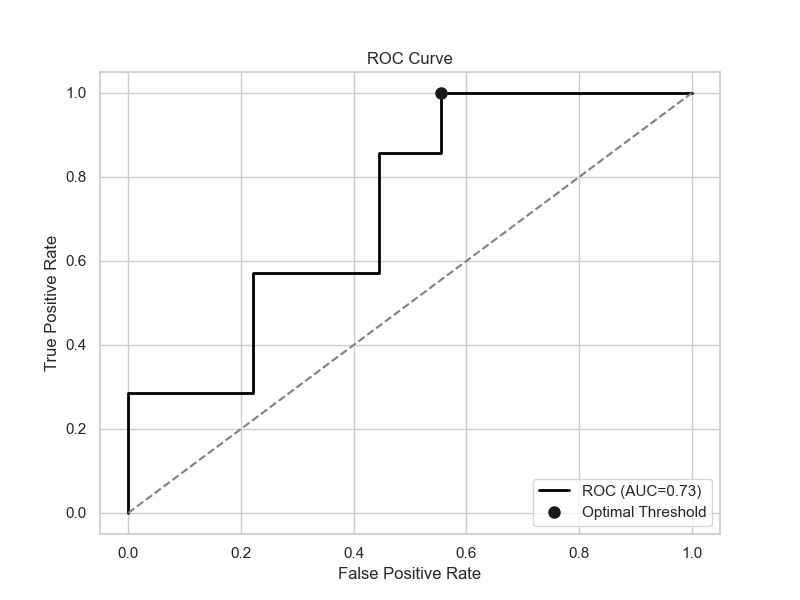 ROC Curve
1.0
0.8
0.6
0.4
0.2
0.0
True Positive Rate
0.0 0.2 0.4 0.6 0.8 1.0
False Positive Rate
ROC (AUC=0.73)
Optimal Threshold